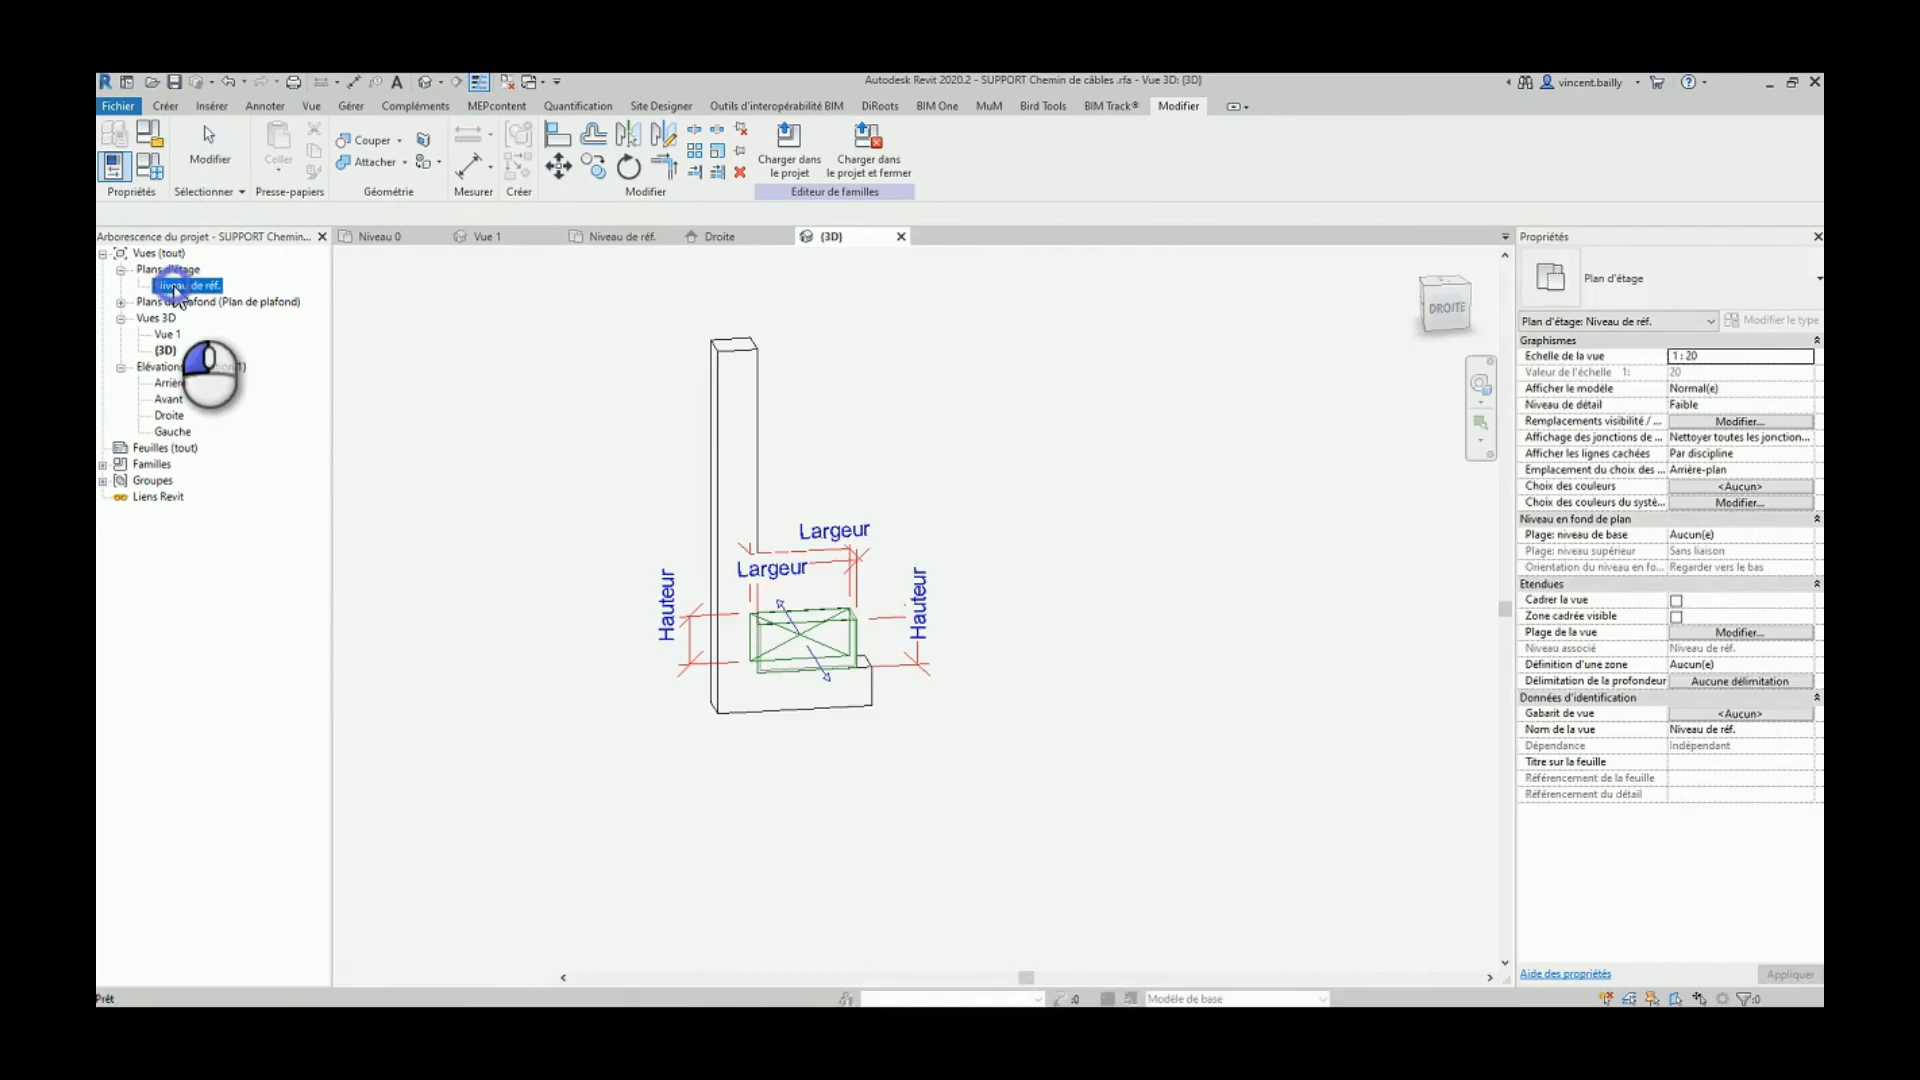 Autodesk Revit 2020.2 - SUPPORT Chemin de câbles .rfa - Vue 3D: {3D}
vincent.bailly
Fichier Créer Insérer Annoter Vue Gérer Compléments MEPcontent Quantification Site Designer Outils d'interopérabilité BIM DiRoots BIM One MuM Bird Tools BIM Track® Modifier
Modifier
Coller
Couper
Attacher
Charger dans le projet
Charger dans le projet et fermer
Propriétés Sélectionner Presse-papiers Géométrie Mesurer Créer Modifier Editeur de familles
Arborescence du projet - SUPPORT Chemin...
Niveau 0 Vue 1 Niveau de réf. Droite {3D}
Vues (tout)
Plans d'étage
Niveau de réf.
Plans de plafond (Plan de plafond)
Vues 3D
Vue 1
{3D}
Arrière
Avant
Droite
Gauche
Feuilles (tout)
Familles
Groupes
Liens Revit
DROITE
Largeur
Largeur
Hauteur
Hauteur
Propriétés
Plan d'étage
Plan d'étage: Niveau de réf. Modifier le type
Graphismes
Echelle de la vue 1 : 20
Valeur de l'échelle 1: 20
Afficher le modèle Normal(e)
Niveau de détail Faible
Remplacements visibilité / ... Modifier...
Affichage des jonctions de ... Nettoyer toutes les jonction...
Afficher les lignes cachées Par discipline
Emplacement du choix des ... Arrière-plan
Choix des couleurs <Aucun>
Choix des couleurs du systè... Modifier...
Niveau en fond de plan
Plage: niveau de base Aucun(e)
Plage: niveau supérieur Sans liaison
Orientation du niveau en fo... Regarder vers le bas
Etendues
Cadrer la vue
Zone cadrée visible
Plage de la vue Modifier...
Niveau associé Niveau de réf.
Définition d'une zone Aucun(e)
Délimitation de la profondeur Aucune délimitation
Données d'identification
Gabarit de vue <Aucun>
Nom de la vue Niveau de réf.
Dépendance Indépendant
Titre sur la feuille
Référencement de la feuille
Référencement du détail
Aide des propriétés Appliquer
Prêt
:0
Modèle de base
:0